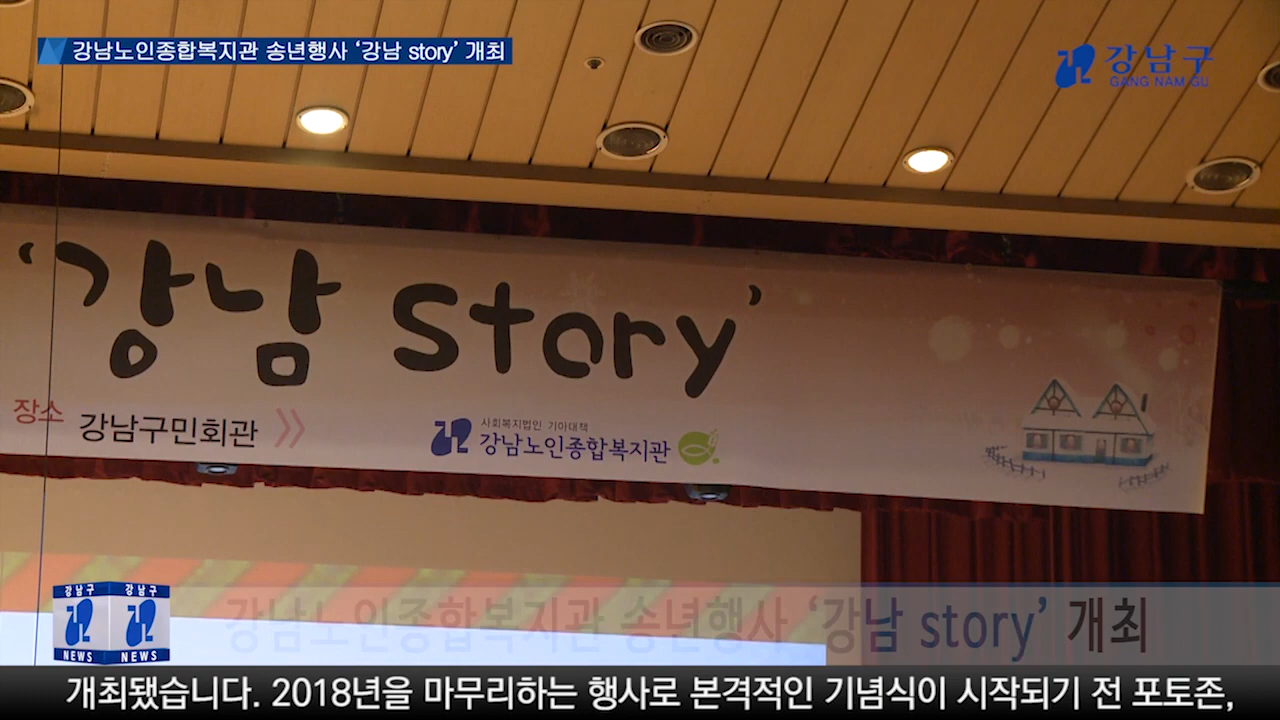 강남노인종합복지관 송년행사 ‘강남 story’ 개최
강남구
GANG NAM GU
‘강남 story’
장소 강남구민회관
사회복지법인 기아대책
강남노인종합복지관
강남구 강남구
NEWS NEWS
강남노인종합복지관 송년행사 ‘강남 story’ 개최
개최됐습니다. 2018년을 마무리하는 행사로 본격적인 기념식이 시작되기 전 포토존,